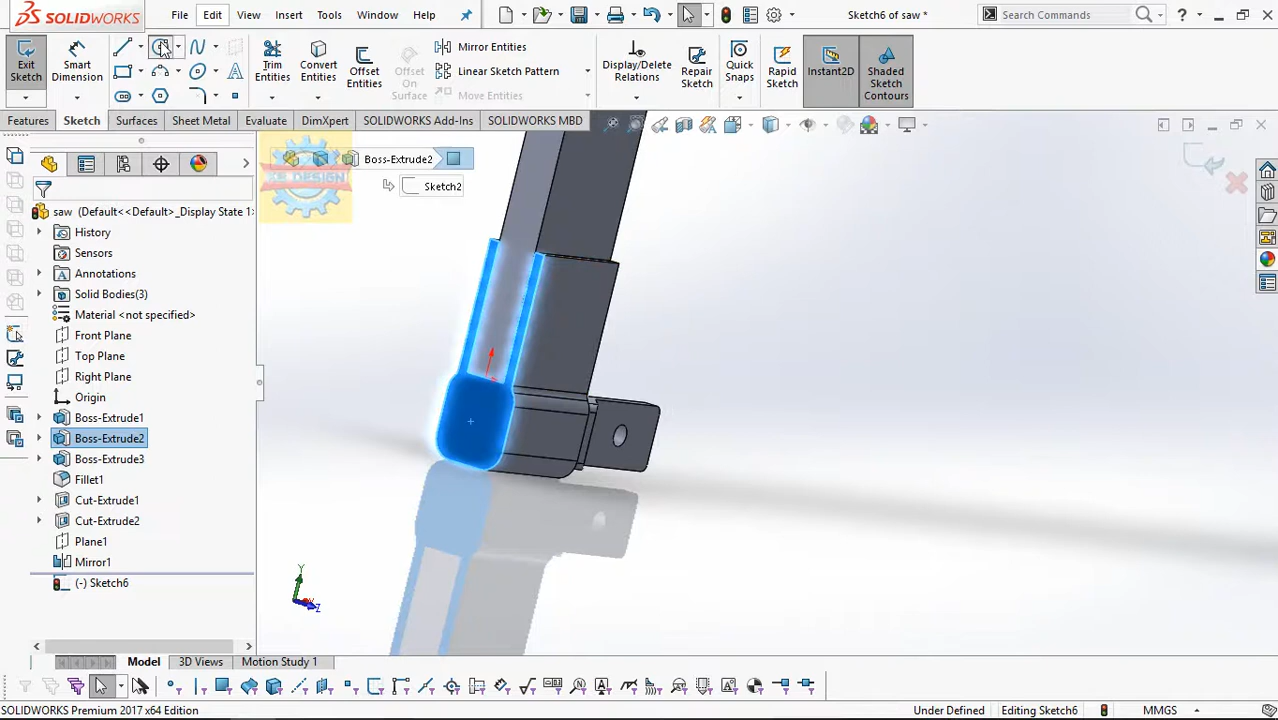 SOLIDWORKS
File Edit View Insert Tools Window Help
Sketch6 of saw *
Search Commands
Exit Sketch
Smart Dimension
Trim Entities
Convert Entities
Offset Entities
Offset On Surface
Mirror Entities
Linear Sketch Pattern
Move Entities
Display/Delete Relations
Repair Sketch
Quick Snaps
Rapid Sketch
Instant2D
Shaded Sketch Contours
Features Sketch Surfaces Sheet Metal Evaluate DimXpert SOLIDWORKS Add-Ins SOLIDWORKS MBD
Boss-Extrude2
Sketch2
saw (Default<<Default>_Display State 1>
History
Sensors
Annotations
Solid Bodies(3)
Material <not specified>
Front Plane
Top Plane
Right Plane
Origin
Boss-Extrude1
Boss-Extrude2
Boss-Extrude3
Fillet1
Cut-Extrude1
Cut-Extrude2
Plane1
Mirror1
(-) Sketch6
Y
Z
Model 3D Views Motion Study 1
SOLIDWORKS Premium 2017 x64 Edition
Under Defined Editing Sketch6 MMGS